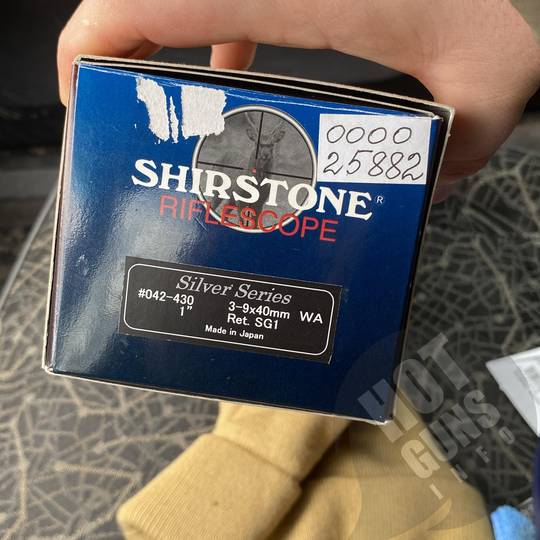 0000
25882
SHIRSTONE®
RIFLESCOPE
Silver Series
#042-430 3-9x40mm WA
1" Ret. SG1
Made in Japan
HOT
GUNS
INFO